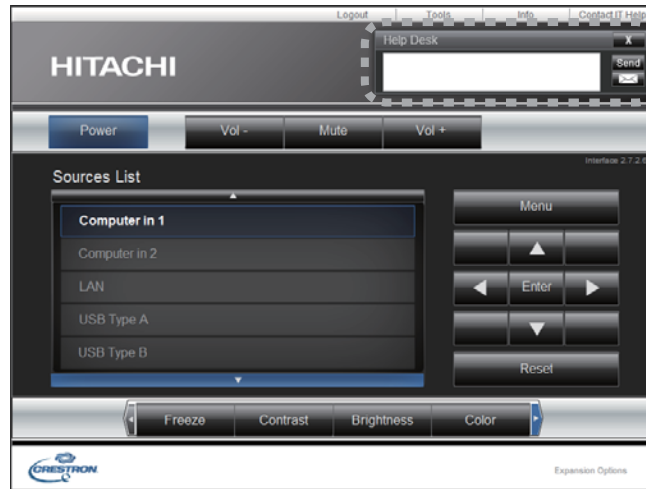 Logout Tools Info Contact IT Help
Help Desk X
HITACHI
Send
Power Vol - Mute Vol +
Interface 2.7.2.6
Sources List
Menu
Computer in 1
Computer in 2
LAN
Enter
USB Type A
USB Type B
Reset
Freeze Contrast Brightness Color
CRESTRON
Expansion Options